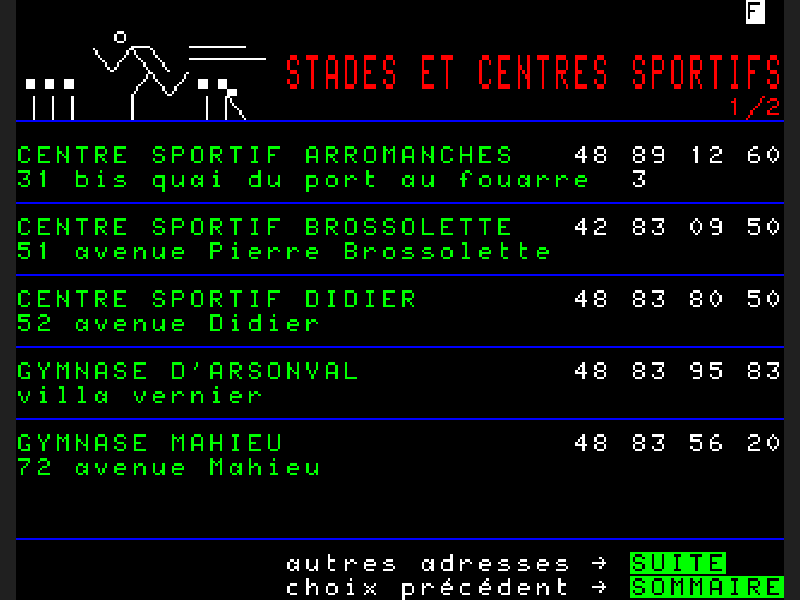 F
STADES ET CENTRES SPORTIFS
1/2
CENTRE SPORTIF ARROMANCHES 48 89 12 60
31 bis quai du port au fouarre 3
CENTRE SPORTIF BROSSOLETTE 42 83 09 50
51 avenue Pierre Brossolette
CENTRE SPORTIF DIDIER 48 83 80 50
52 avenue Didier
GYMNASE D'ARSONVAL 48 83 95 83
villa vernier
GYMNASE MAHIEU 48 83 56 20
72 avenue Mahieu
autres adresses → SUITE
choix précédent → SOMMAIRE